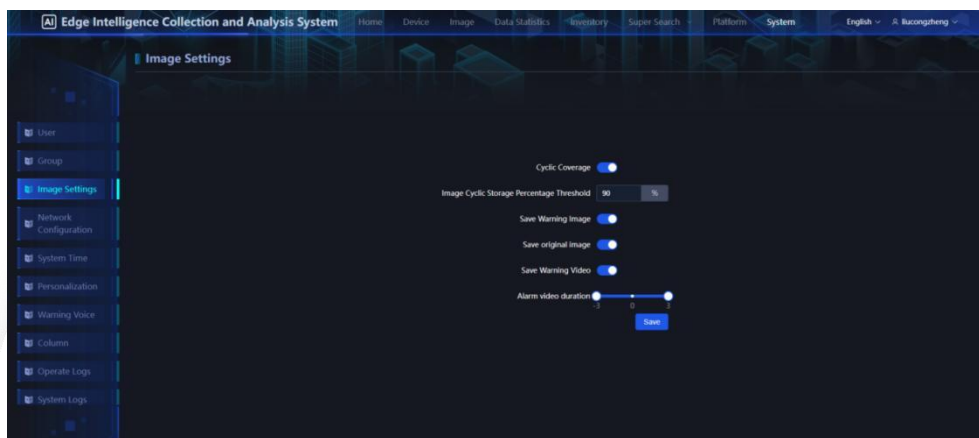 AI Edge Intelligence Collection and Analysis System Home Device Image Data Statistics Inventory Super Search Platform System English liucongzheng
Image Settings
User
Group
Image Settings
Network
Configuration
System Time
Personalization
Warning Voice
Column
Operate Logs
System Logs
Cyclic Coverage
Image Cyclic Storage Percentage Threshold 90 %
Save Warning Image
Save original image
Save Warning Video
Alarm video duration
-3 0 3
Save